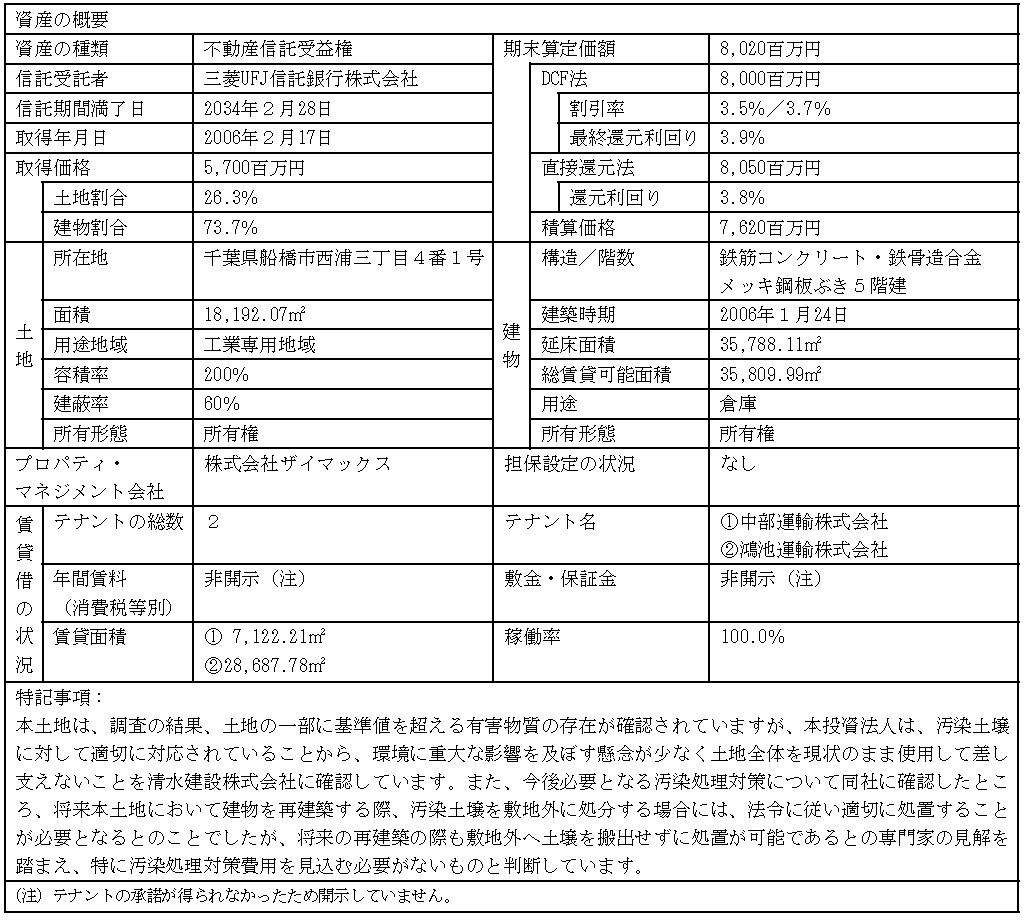 資産の概要
資産の種類 不動産信託受益権 期末算定価額 8,020百万円
信託受託者 三菱UFJ信託銀行株式会社 DCF法 8,000百万円
信託期間満了日 2034年２月28日 割引率 3.5%／3.7%
取得年月日 2006年２月17日 最終還元利回り 3.9%
取得価格 5,700百万円 直接還元法 8,050百万円
土地割合 26.3% 還元利回り 3.8%
建物割合 73.7% 積算価格 7,620百万円
土地 所在地 千葉県船橋市西浦三丁目４番１号 建物 構造／階数 鉄筋コンクリート・鉄骨造合金
メッキ鋼板ぶき５階建
面積 18,192.07㎡ 建築時期 2006年１月24日
用途地域 工業専用地域 延床面積 35,788.11㎡
容積率 200% 総賃貸可能面積 35,809.99㎡
建蔽率 60% 用途 倉庫
所有形態 所有権 所有形態 所有権
プロパティ・ 株式会社ザイマックス 担保設定の状況 なし
マネジメント会社
賃貸借の状況 テナントの総数 ２ テナント名 ①中部運輸株式会社
②鴻池運輸株式会社
年間賃料 非開示（注） 敷金・保証金 非開示（注）
（消費税等別）
賃貸面積 ① 7,122.21㎡ 稼働率 100.0%
②28,687.78㎡
特記事項：
本土地は、調査の結果、土地の一部に基準値を超える有害物質の存在が確認されていますが、本投資法人は、汚染土壌
に対して適切に対応されていることから、環境に重大な影響を及ぼす懸念が少なく土地全体を現状のまま使用して差し
支えないことを清水建設株式会社に確認しています。また、今後必要となる汚染処理対策について同社に確認したとこ
ろ、将来本土地において建物を再建築する際、汚染土壌を敷地外に処分する場合には、法令に従い適切に処置すること
が必要となるとのことでしたが、将来の再建築の際も敷地外へ土壌を搬出せずに処置が可能であるとの専門家の見解を
踏まえ、特に汚染処理対策費用を見込む必要がないものと判断しています。
（注）テナントの承諾が得られなかったため開示していません。